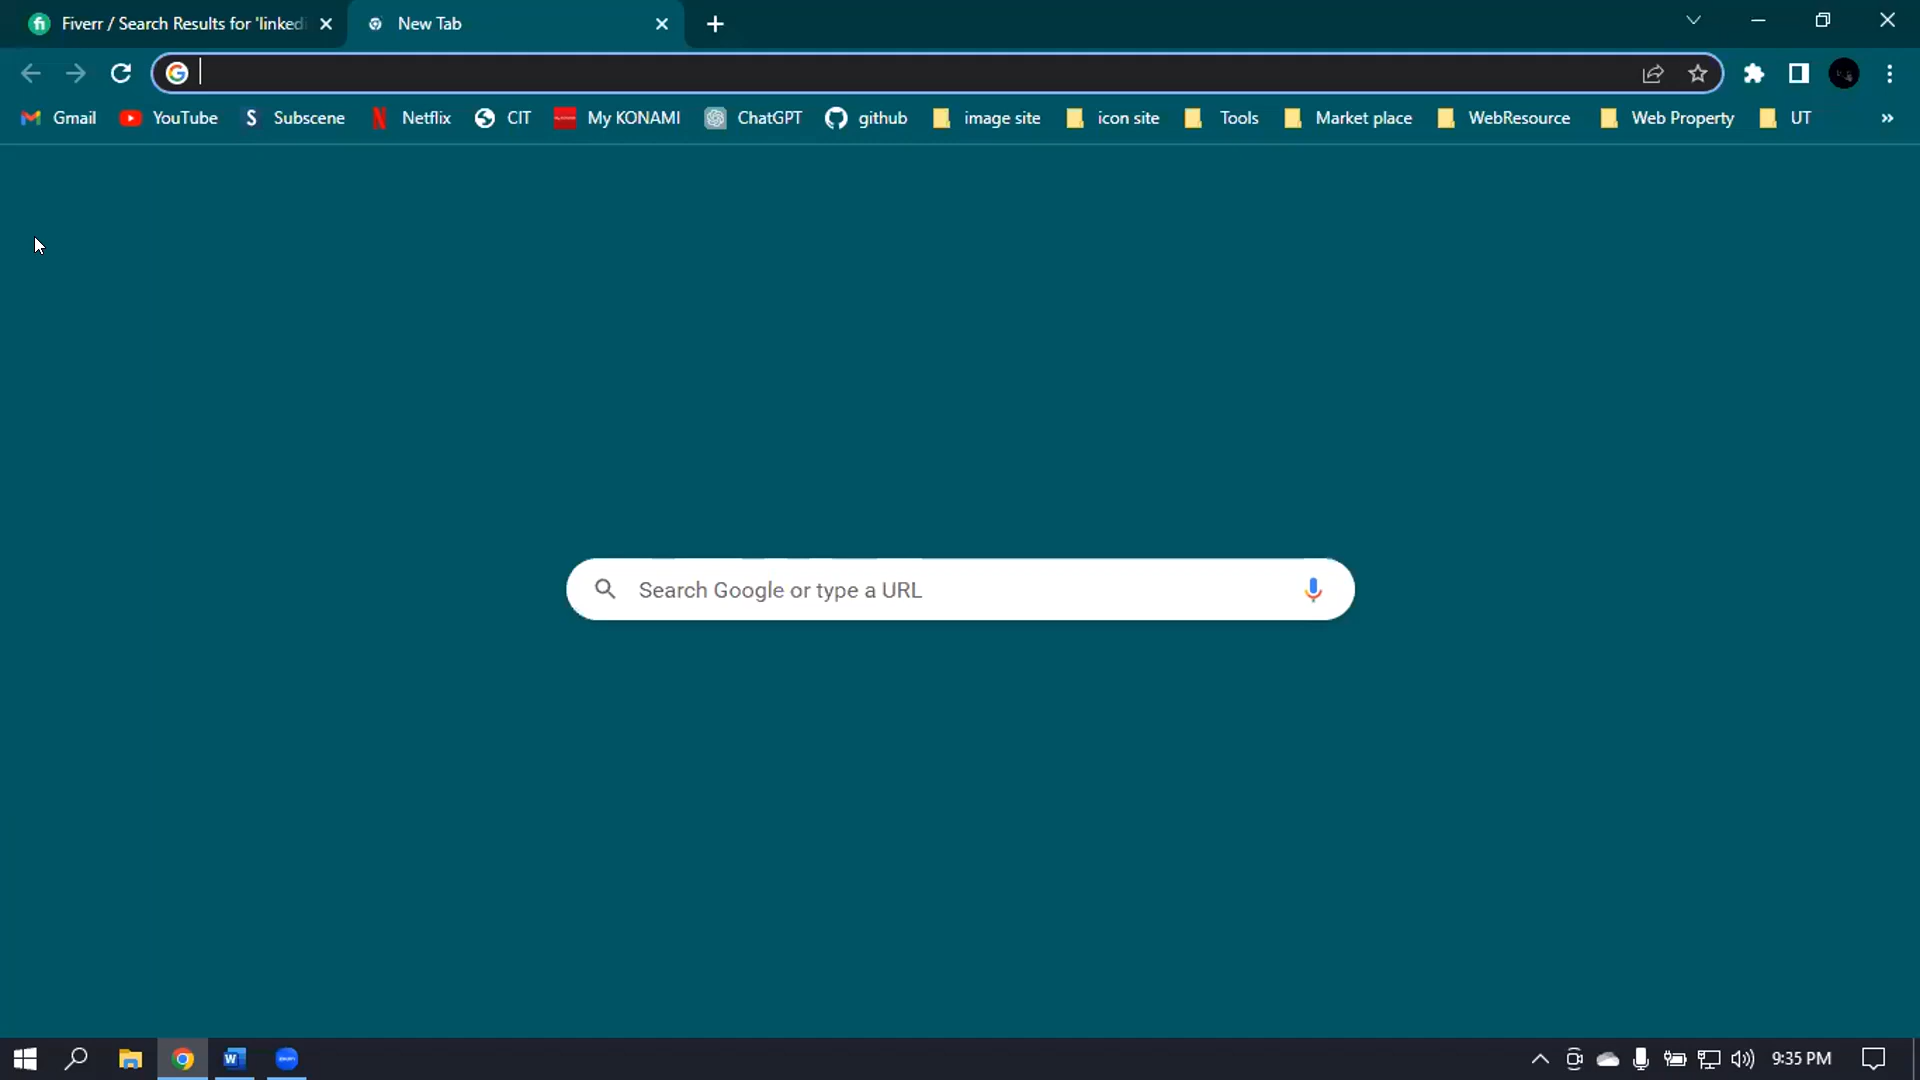 Fiverr / Search Results for 'linkedi
New Tab
Gmail YouTube Subscene Netflix CIT My KONAMI ChatGPT github image site icon site Tools Market place WebResource Web Property UT »
Search Google or type a URL
9:35 PM